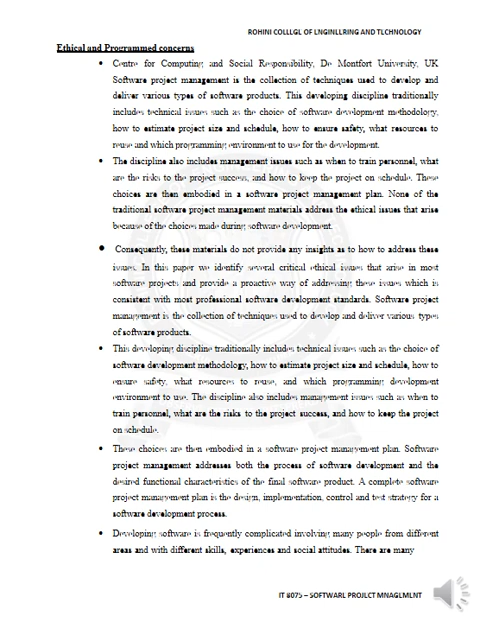 ROHINI COLLLGL OF LNGINLLRING AND TLCHNOLOGY
Ethical and Programmed concerns
• Centre for Computing and Social Responsibility, De Montfort University, UK
Software project management is the collection of techniques used to develop and
deliver various types of software products. This developing discipline traditionally
includes technical issues such as the choice of software development methodology,
how to estimate project size and schedule, how to ensure safety, what resources to
reuse and which programming environment to use for the development.
• The discipline also includes management issues such as when to train personnel, what
are the risks to the project success, and how to keep the project on schedule. These
choices are then embodied in a software project management plan. None of the
traditional software project management materials address the ethical issues that arise
because of the choices made during software development.
• Consequently, these materials do not provide any insights as to how to address these
issues. In this paper we identify several critical ethical issues that arise in most
software projects and provide a proactive way of addressing these issues which is
consistent with most professional software development standards. Software project
management is the collection of techniques used to develop and deliver various types
of software products.
• This developing discipline traditionally includes technical issues such as the choice of
software development methodology, how to estimate project size and schedule, how to
ensure safety, what resources to reuse, and which programming development
environment to use. The discipline also includes management issues such as when to
train personnel, what are the risks to the project success, and how to keep the project
on schedule.
• These choices are then embodied in a software project management plan. Software
project management addresses both the process of software development and the
desired functional characteristics of the final software product. A complete software
project management plan is the design, implementation, control and test strategy for a
software development process.
• Developing software is frequently complicated involving many people from different
areas and with different skills, experiences and social attitudes. There are many
IT 8075 – SOFTWARL PROJLCT MNAGLMLNT